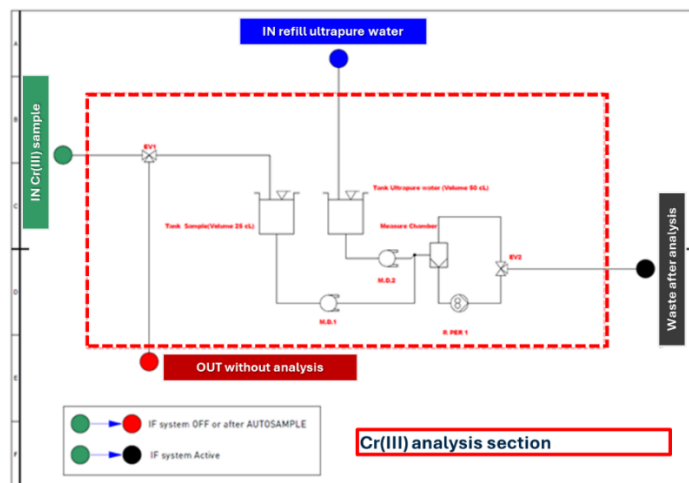 IN refill ultrapure water
A
B
C
D
E
F
IN Cr(III) sample
EV1
Tank Ultrapure water (Volume 50 cL)
Tank Sample(Volume 25 cL)
Measure Chamber
EV2
M.D.2
M.D.1
Waste after analysis
OUT without analysis
IF system OFF or after AUTOSAMPLE
IF system Active
Cr(III) analysis section